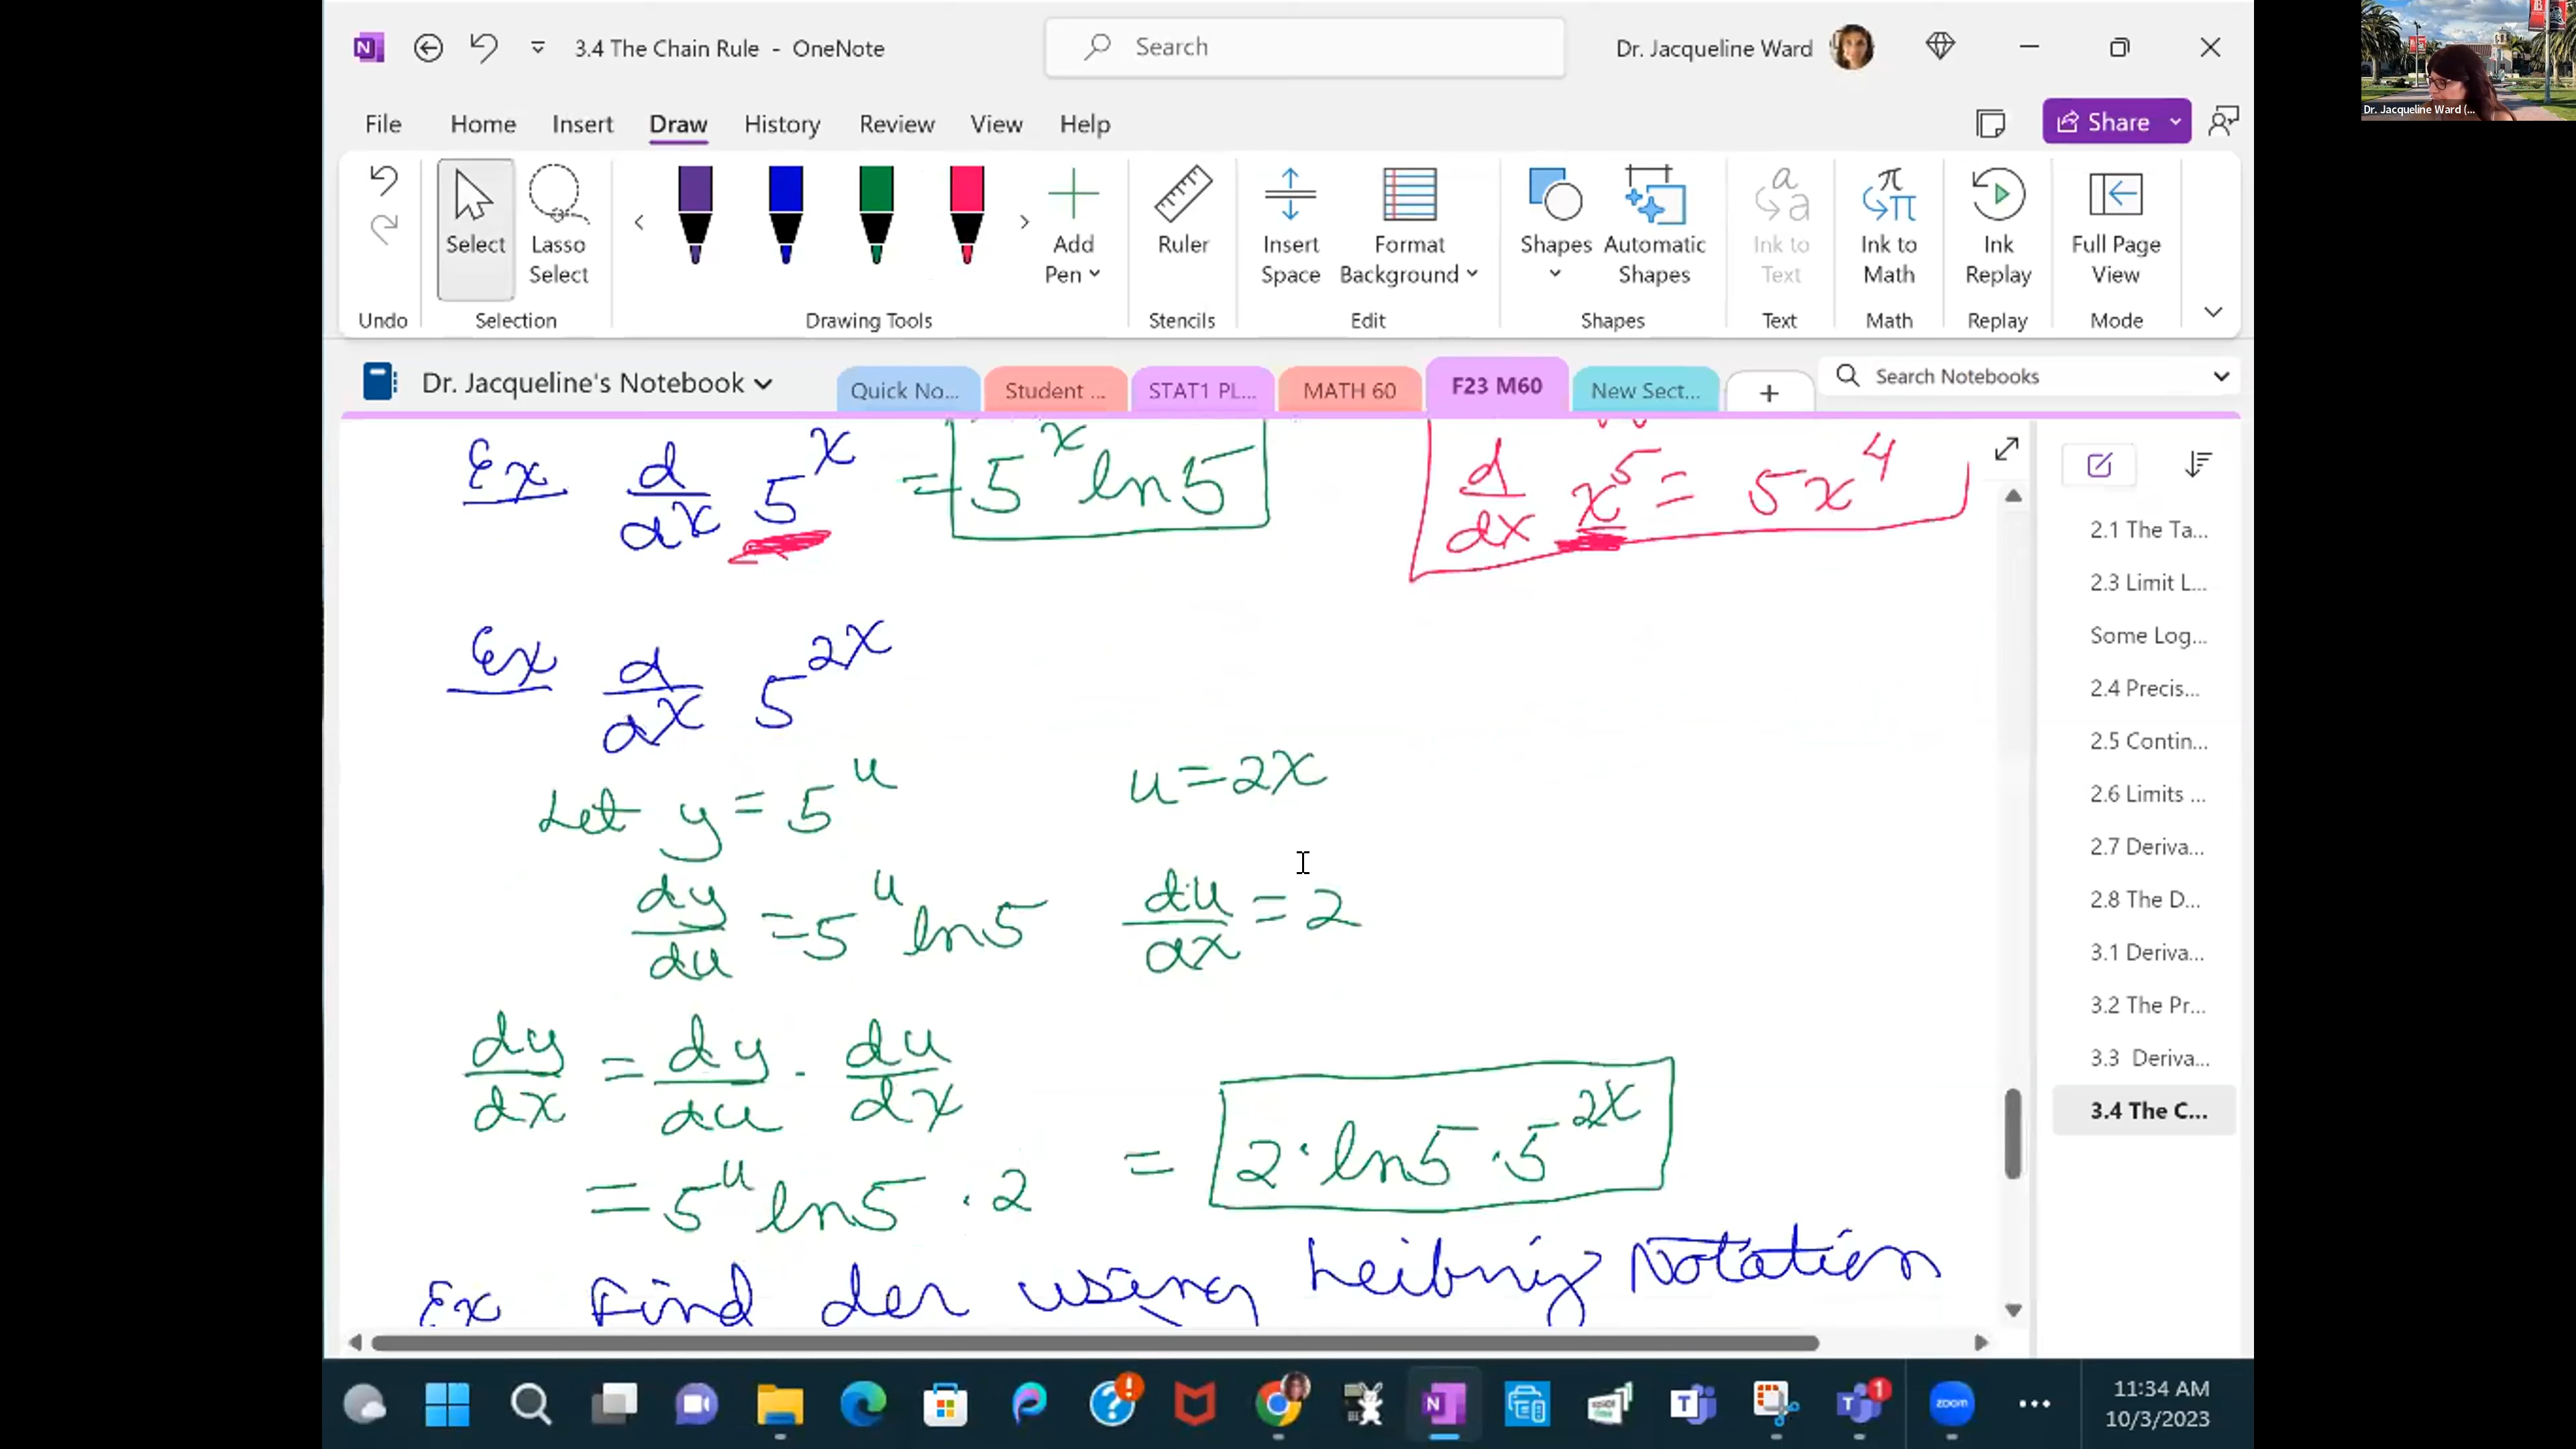 3.4 The Chain Rule - OneNote
Search
Dr. Jacqueline Ward
Dr. Jacqueline Ward (...
File Home Insert Draw History Review View Help
Share
Select
Lasso Select
Add Pen
Ruler
Insert Space
Format Background
Shapes
Automatic Shapes
Ink to Text
Ink to Math
Ink Replay
Full Page View
Undo Selection Drawing Tools Stencils Edit Shapes Text Math Replay Mode
Dr. Jacqueline's Notebook
Quick No... Student ... STAT1 PL... MATH 60 F23 M60 New Sect... +
Search Notebooks
Ex d/dx 5^x = 5^x ln5
d/dx x^5 = 5x^4
Ex d/dx 5^2x
Let y = 5^u u = 2x
dy/du = 5^u ln5 du/dx = 2
dy/dx = dy/du · du/dx
= 5^u ln5 · 2 = 2 · ln5 · 5^2x
Ex Find der using Leibniz Notation
2.1 The Ta...
2.3 Limit L...
Some Log...
2.4 Precis...
2.5 Contin...
2.6 Limits ...
2.7 Deriva...
2.8 The D...
3.1 Deriva...
3.2 The Pr...
3.3 Deriva...
3.4 The C...
zoom
1
11:34 AM
10/3/2023